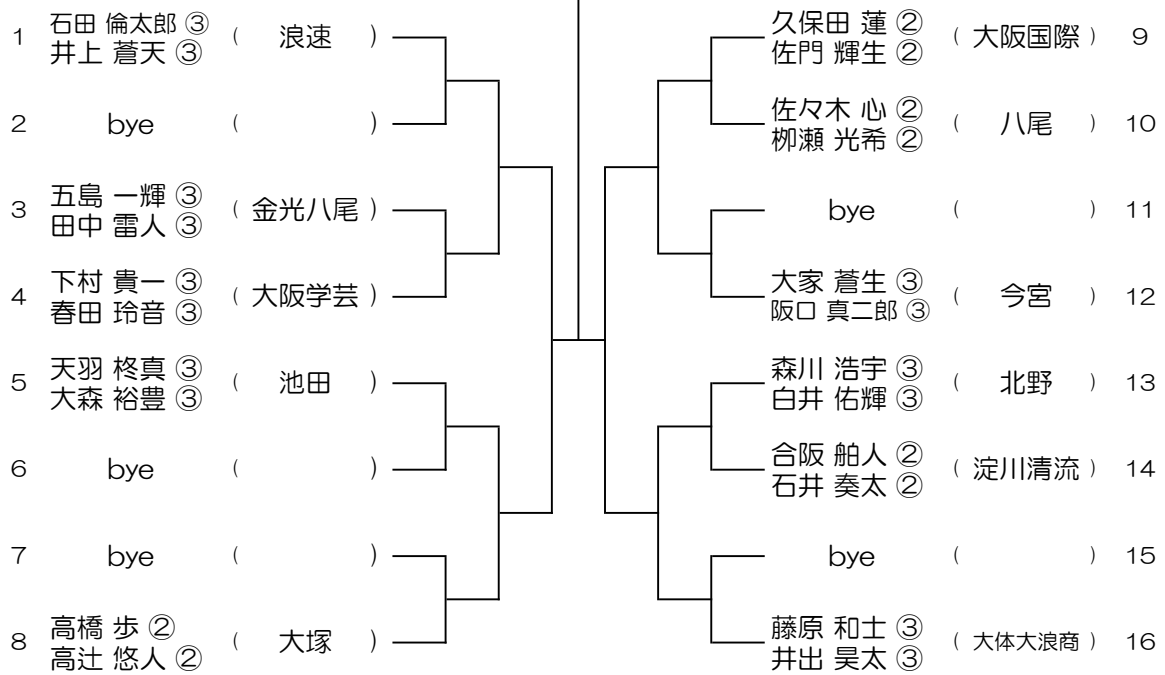 1 石田 倫太郎 ③ ( 浪速 )
井上 蒼天 ③
2 bye ( )
3 五島 一輝 ③ ( 金光八尾 )
田中 雷人 ③
4 下村 貴一 ③ ( 大阪学芸 )
春田 玲音 ③
5 天羽 柊真 ③ ( 池田 )
大森 裕豊 ③
6 bye ( )
7 bye ( )
8 高橋 歩 ② ( 大塚 )
高辻 悠人 ②
久保田 蓮 ② ( 大阪国際 ) 9
佐門 輝生 ②
佐々木 心 ② ( 八尾 ) 10
栁瀬 光希 ②
bye ( ) 11
大家 蒼生 ③ ( 今宮 ) 12
阪口 真二郎 ③
森川 浩宇 ③ ( 北野 ) 13
白井 佑輝 ③
合阪 舶人 ② ( 淀川清流 ) 14
石井 奏太 ②
bye ( ) 15
藤原 和士 ③ ( 大体大浪商 ) 16
井出 昊太 ③